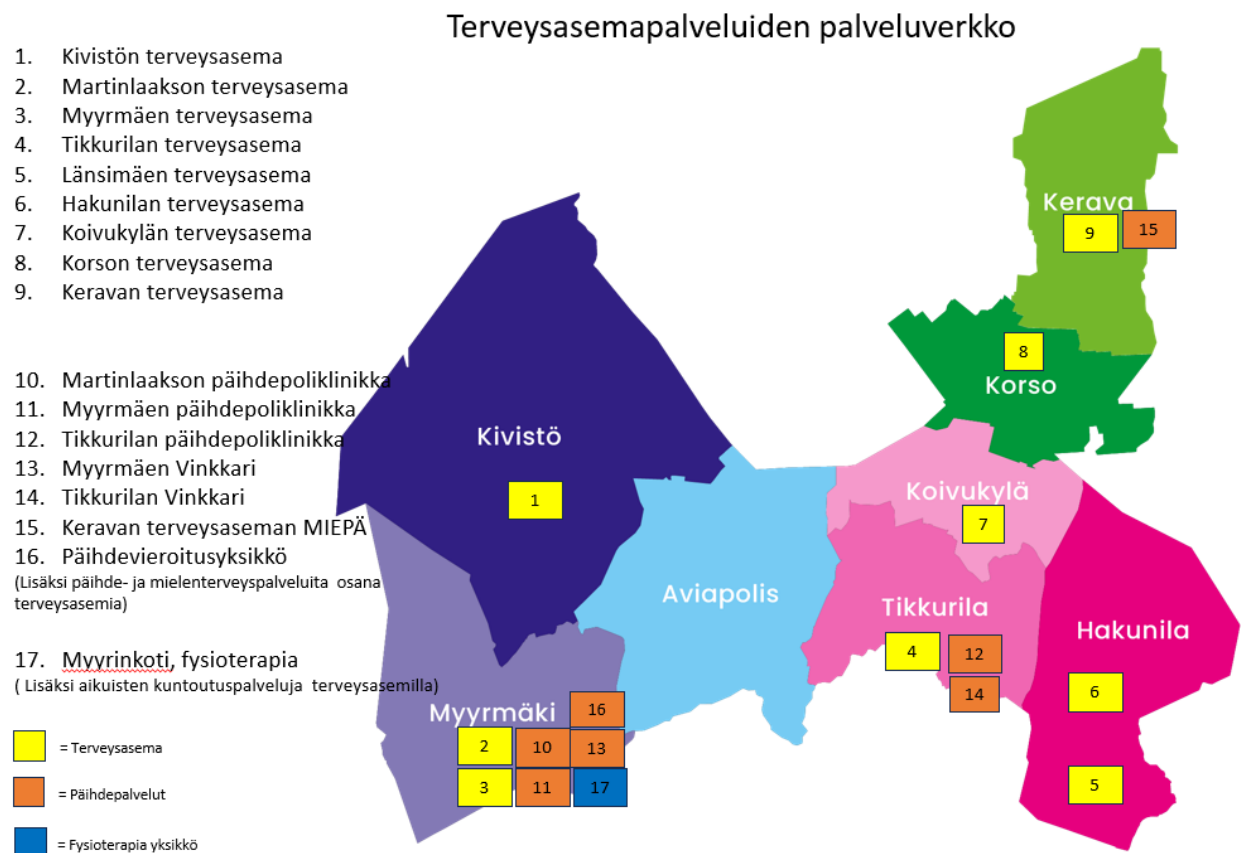 Terveysasemapalveluiden palveluverkko
1. Kivistön terveysasema
2. Martinlaakson terveysasema
3. Myyrmäen terveysasema
4. Tikkurilan terveysasema
5. Länsimäen terveysasema
6. Hakunilan terveysasema
7. Koivukylän terveysasema
8. Korson terveysasema
9. Keravan terveysasema
10. Martinlaakson päihdepoliklinikka
11. Myyrmäen päihdepoliklinikka
12. Tikkurilan päihdepoliklinikka
13. Myyrmäen Vinkkari
14. Tikkurilan Vinkkari
15. Keravan terveysaseman MIEPÄ
16. Päihdevieroitusyksikkö
(Lisäksi päihde- ja mielenterveyspalveluita osana
terveysasemia)
17. Myyrinkoti, fysioterapia
( Lisäksi aikuisten kuntoutuspalveluja terveysasemilla)
= Terveysasema
= Päihdepalvelut
= Fysioterapia yksikkö
Kerava
9 15
8
Korso
Kivistö
1
Koivukylä
7
Aviapolis
Tikkurila
4 12
14
Hakunila
6
5
Myyrmäki
16
2 10 13
3 11 17